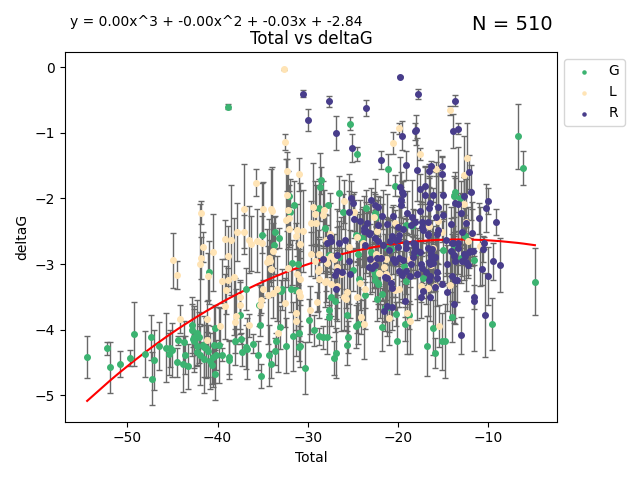 y = 0.00x^3 + -0.00x^2 + -0.03x + -2.84
N = 510
Total vs deltaG
G
L
R
deltaG
0
−1
−2
−3
−4
−5
−50
−40
−30
−20
−10
Total